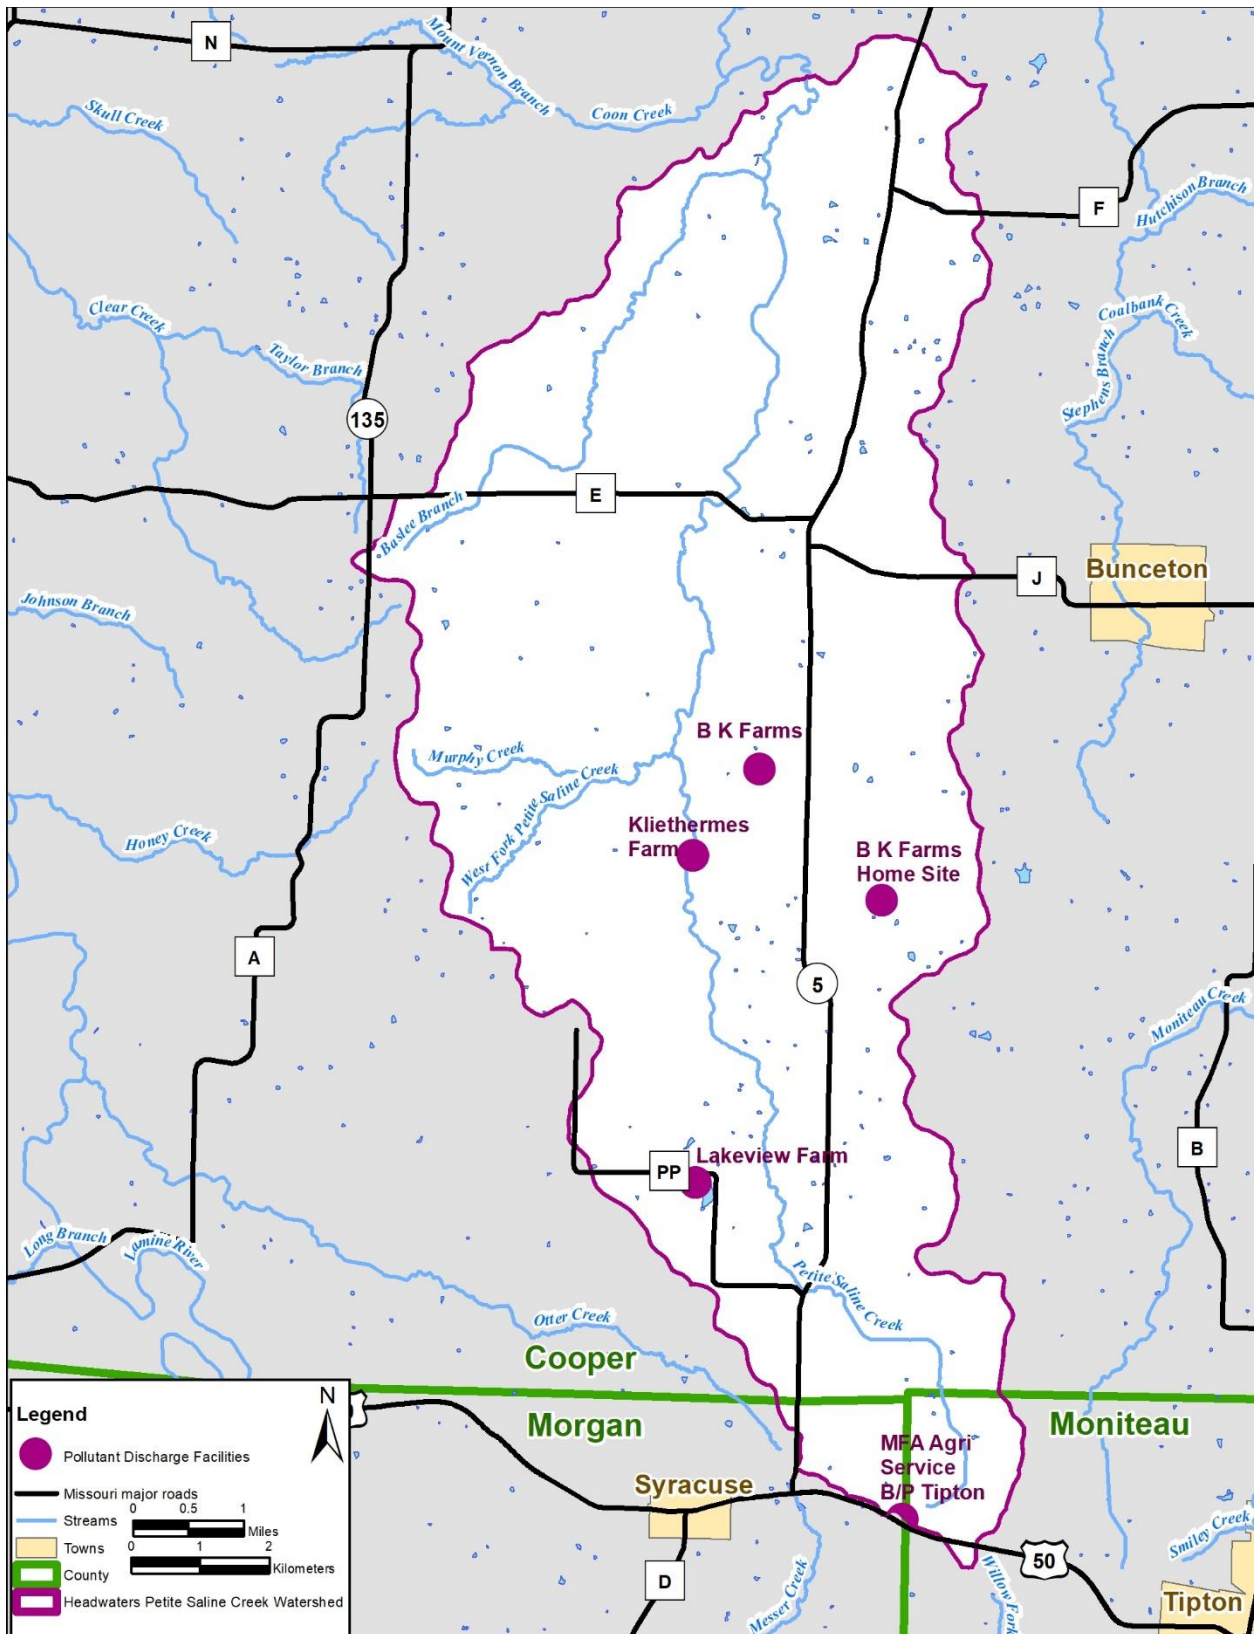 N
Mount Vernon Branch
Skull Creek
Coon Creek
F
Hutchison Branch
Clear Creek
Taylor Branch
Coalbank Creek
Stephens Branch
135
E
Baslee Branch
J
Bunceton
Johnson Branch
B K Farms
Murphy Creek
West Fork Petite Saline Creek
Kliethermes
Farm
B K Farms
Home Site
Honey Creek
A
5
Moniteau Creek
B
Lakeview Farm
PP
Long Branch
Lamine River
Petite Saline Creek
Otter Creek
Cooper
Morgan
Moniteau
MFA Agri
Service
B/P Tipton
Syracuse
Smiley Creek
50
D
Messer Creek
Willow Fork
Tipton
Legend
N
Pollutant Discharge Facilities
Missouri major roads
Streams
0 0.5 1
Miles
Towns
0 1 2
Kilometers
County
Headwaters Petite Saline Creek Watershed